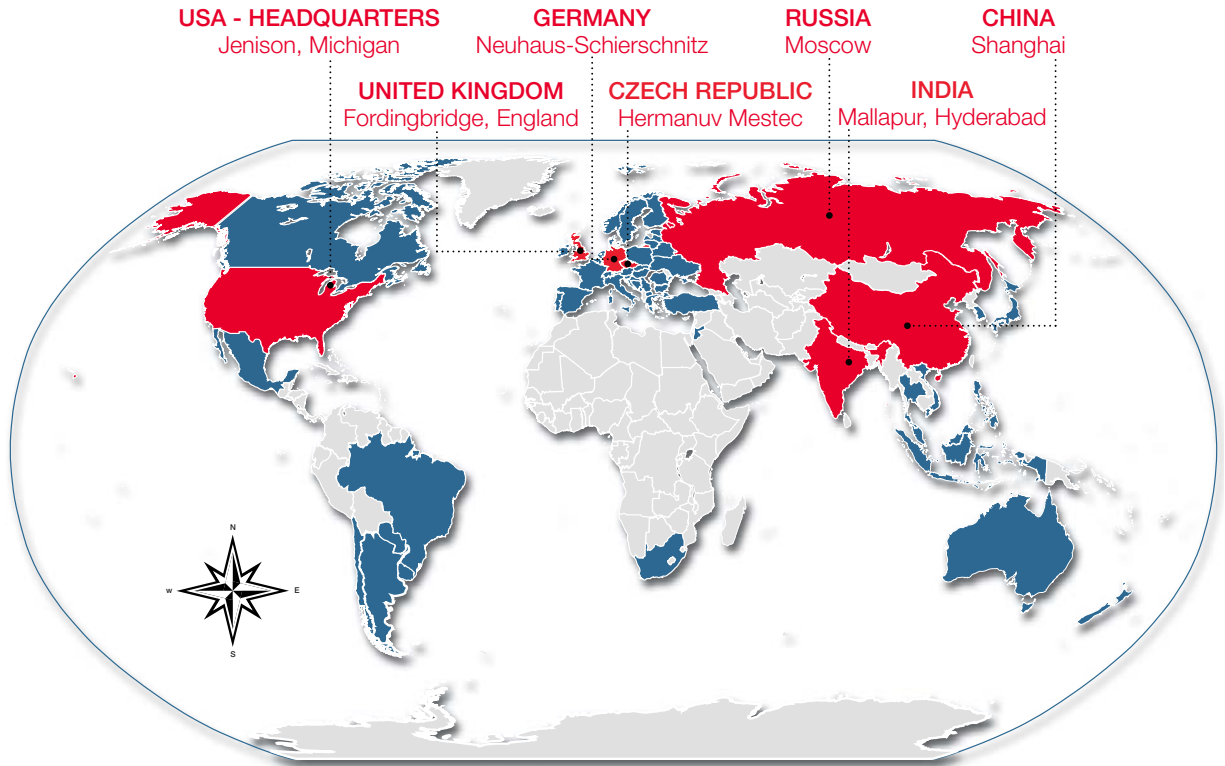 USA - HEADQUARTERS
Jenison, Michigan
GERMANY
Neuhaus-Schierschnitz
RUSSIA
Moscow
CHINA
Shanghai
UNITED KINGDOM
Fordingbridge, England
CZECH REPUBLIC
Hermanuv Mestec
INDIA
Mallapur, Hyderabad
N
W
E
S